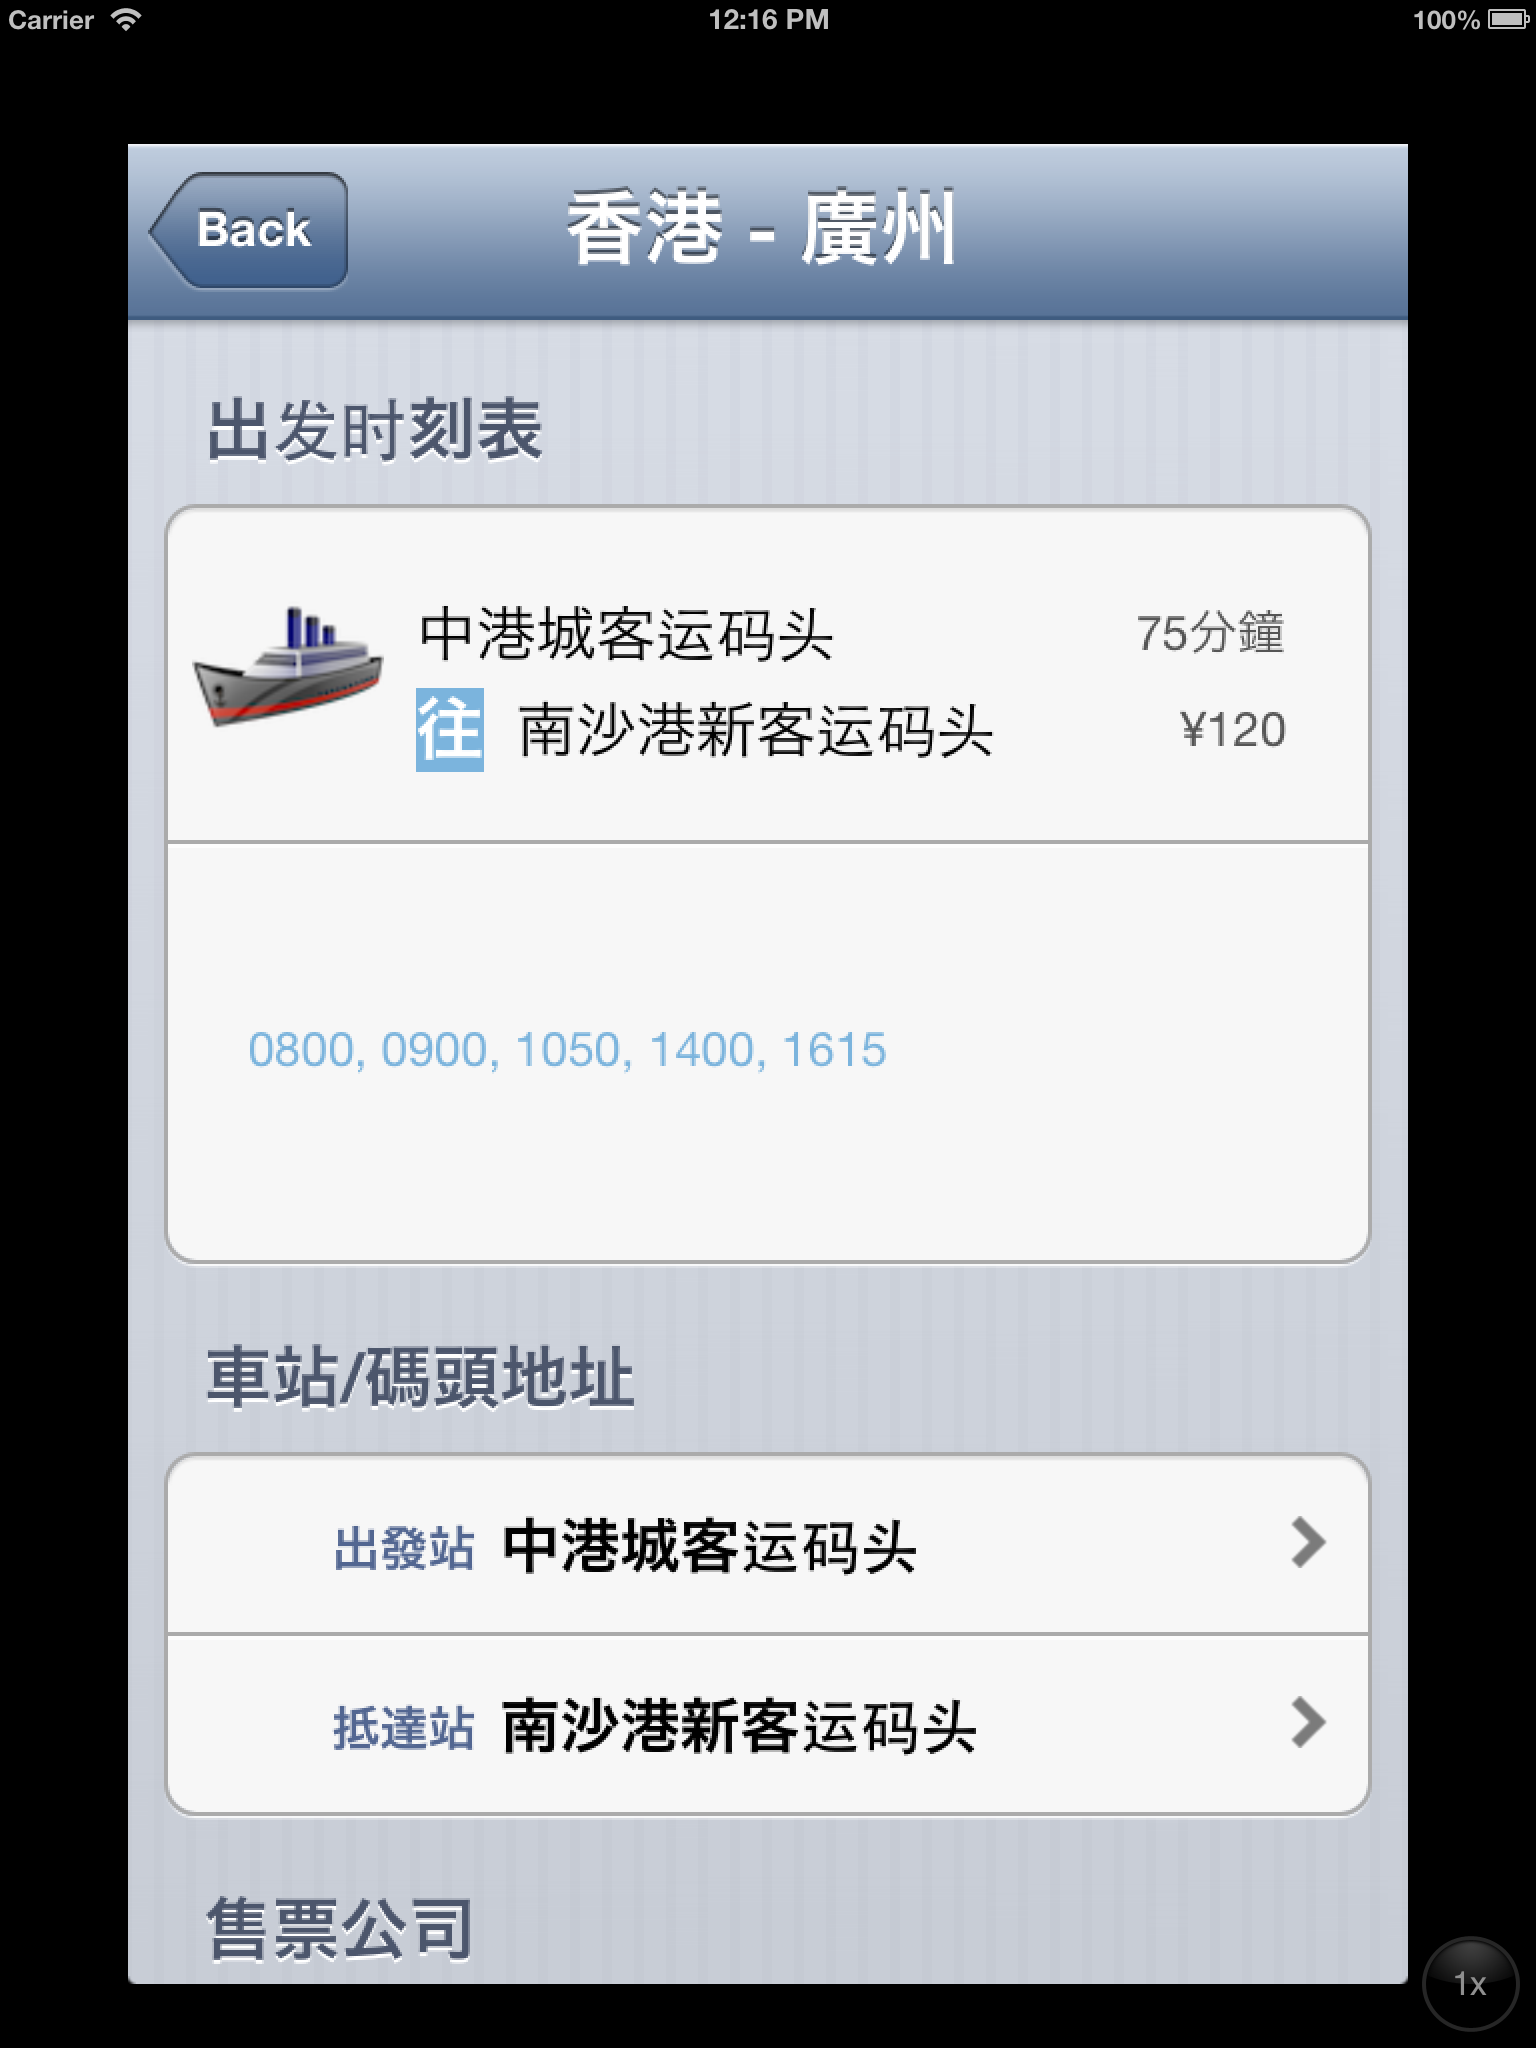 Carrier 12:16 PM 100%
Back 香港 - 廣州
出发时刻表
中港城客运码头 75分鐘
往 南沙港新客运码头 ¥120
0800, 0900, 1050, 1400, 1615
車站/碼頭地址
出發站 中港城客运码头
抵達站 南沙港新客运码头
售票公司
1x